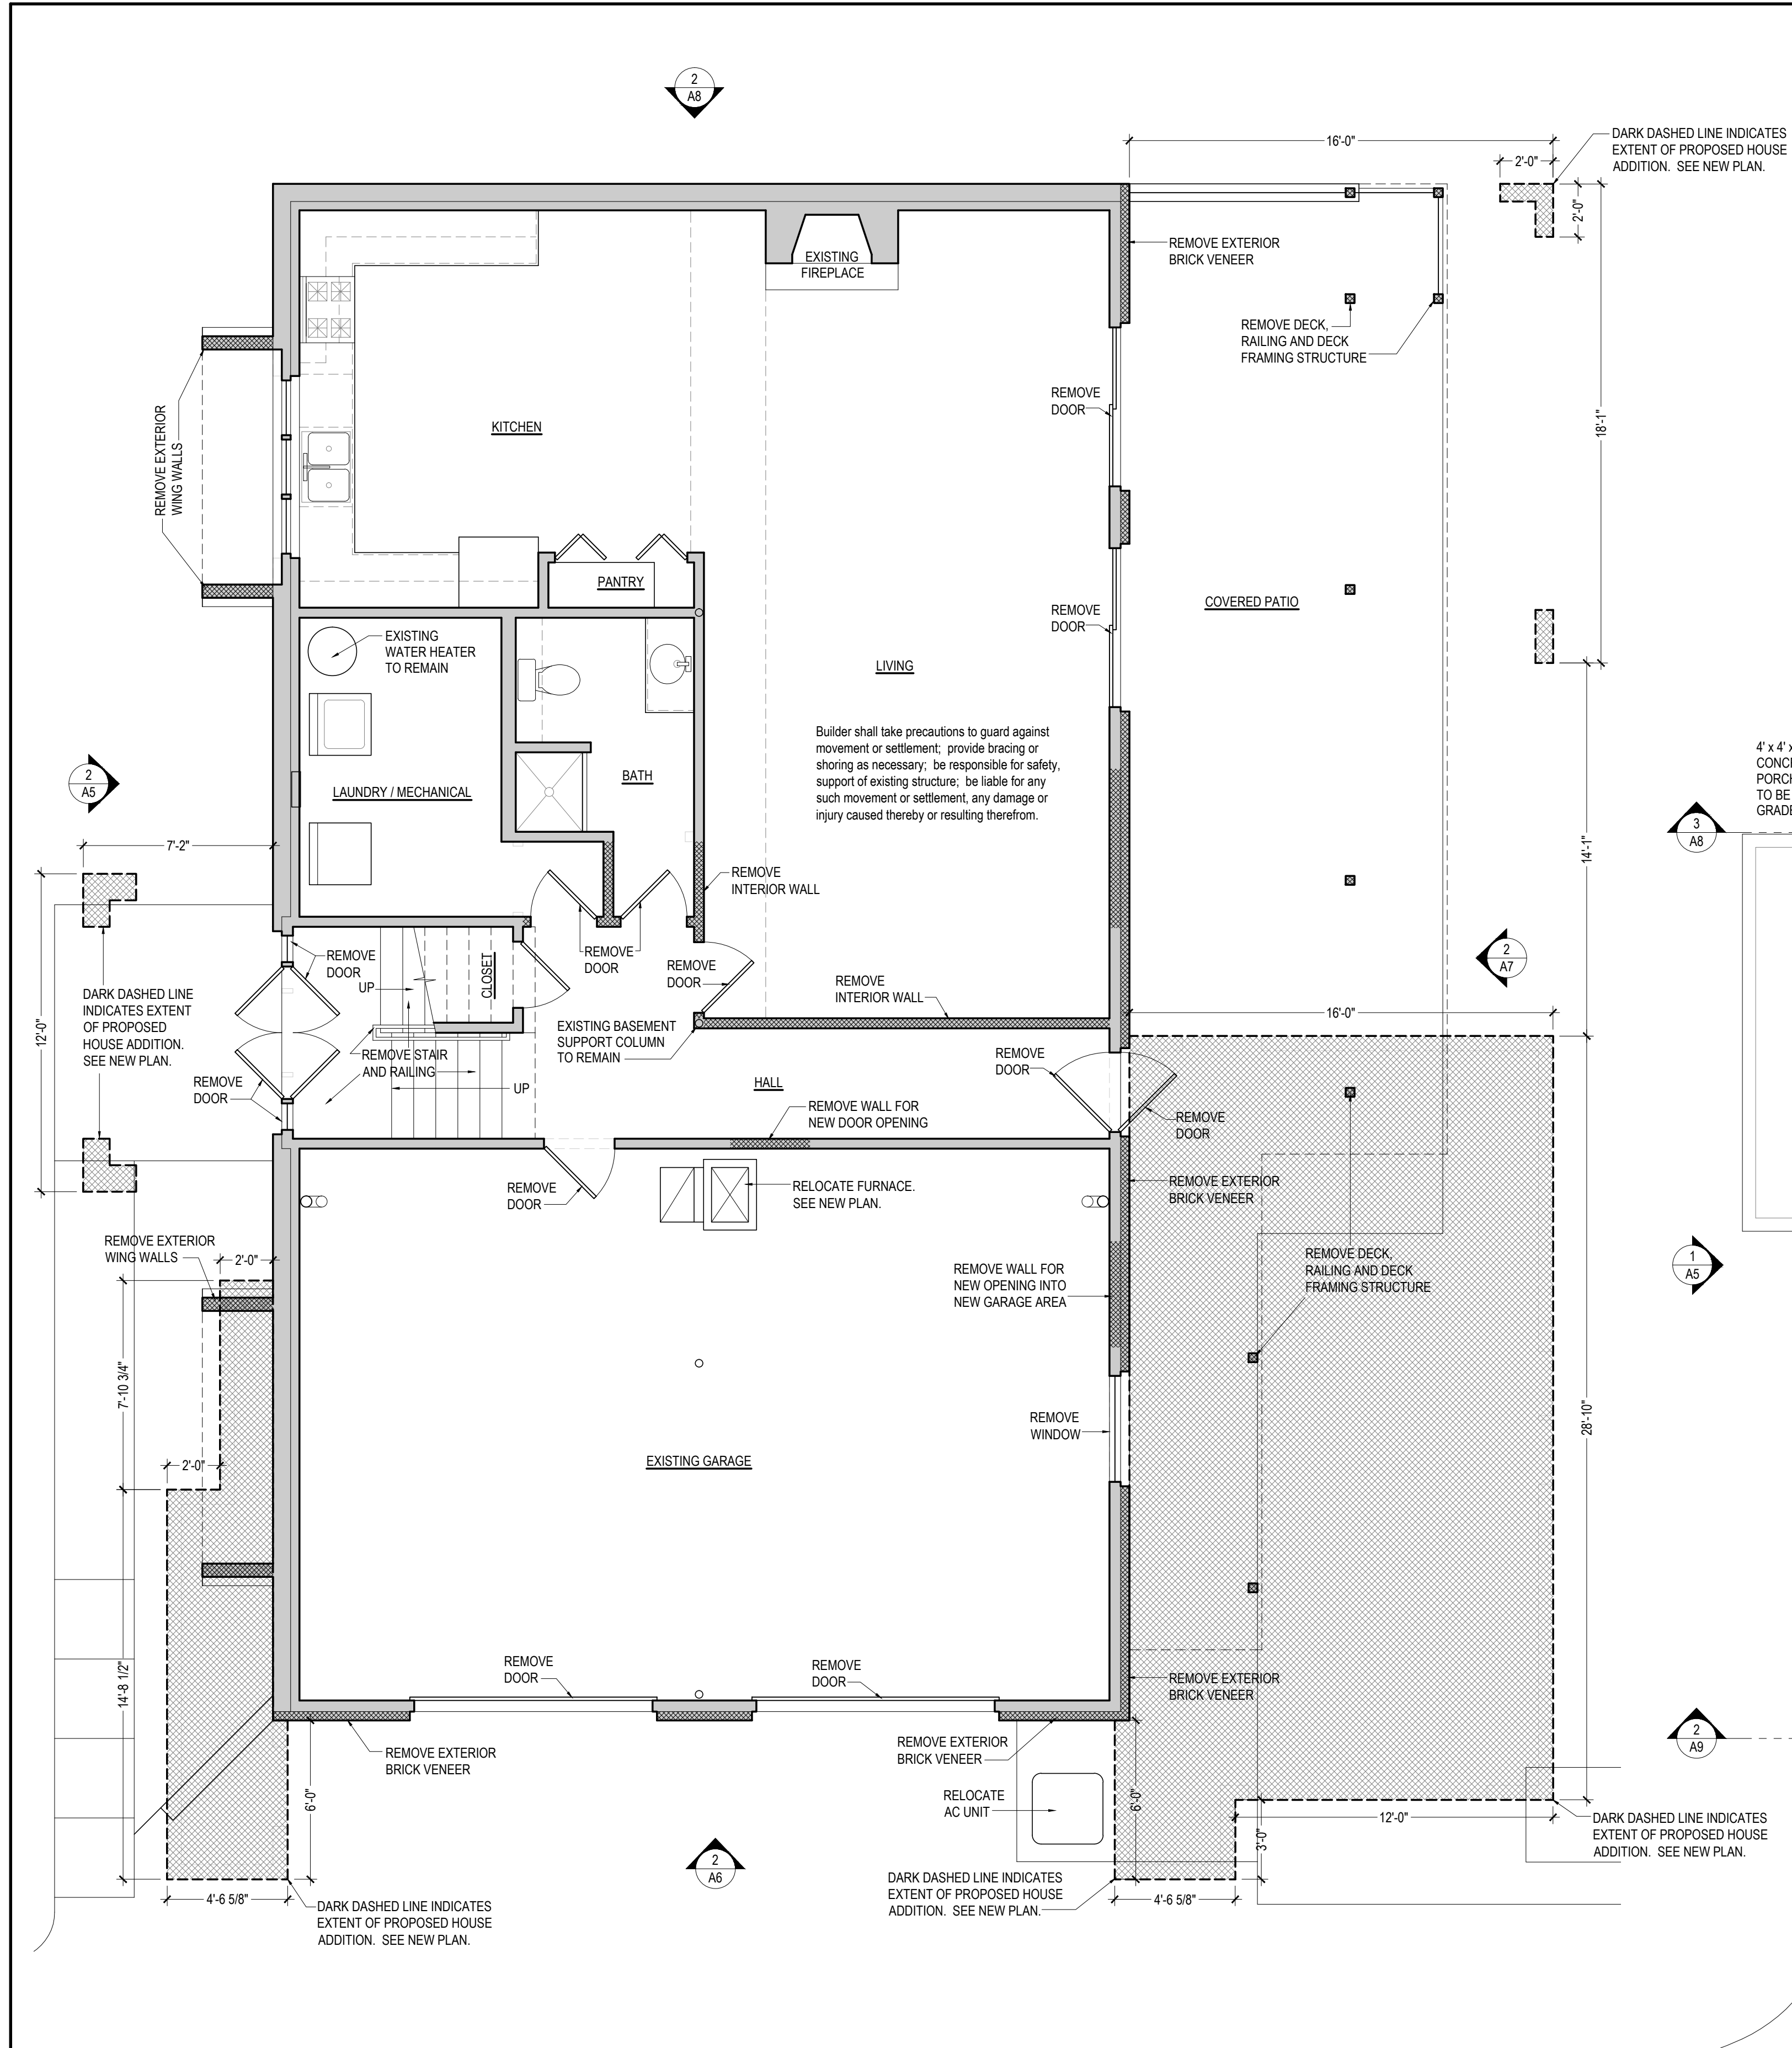 2
A8
16'-0"
DARK DASHED LINE INDICATES
EXTENT OF PROPOSED HOUSE
ADDITION. SEE NEW PLAN.
2'-0"
2'-0"
EXISTING
FIREPLACE
REMOVE EXTERIOR
BRICK VENEER
REMOVE DECK,
RAILING AND DECK
FRAMING STRUCTURE
REMOVE
DOOR
18'-1"
REMOVE EXTERIOR
WING WALLS
KITCHEN
PANTRY
REMOVE
DOOR
COVERED PATIO
EXISTING
WATER HEATER
TO REMAIN
LIVING
Builder shall take precautions to guard against
movement or settlement; provide bracing or
shoring as necessary; be responsible for safety,
support of existing structure; be liable for any
such movement or settlement, any damage or
injury caused thereby or resulting therefrom.
2
A5
LAUNDRY / MECHANICAL
BATH
4' x 4' x
CONC
PORCH
TO BE
GRADE
3
A8
7'-2"
14'-1"
REMOVE
INTERIOR WALL
12'-0"
REMOVE
DOOR
UP
CLOSET
REMOVE
DOOR
REMOVE
DOOR
REMOVE
INTERIOR WALL
2
A7
DARK DASHED LINE
INDICATES EXTENT
OF PROPOSED
HOUSE ADDITION.
SEE NEW PLAN.
16'-0"
EXISTING BASEMENT
SUPPORT COLUMN
TO REMAIN
REMOVE STAIR
AND RAILING
REMOVE
DOOR
REMOVE
DOOR
UP
HALL
REMOVE WALL FOR
NEW DOOR OPENING
REMOVE
DOOR
REMOVE
DOOR
RELOCATE FURNACE.
SEE NEW PLAN.
REMOVE EXTERIOR
BRICK VENEER
REMOVE EXTERIOR
WING WALLS
2'-0"
REMOVE WALL FOR
NEW OPENING INTO
NEW GARAGE AREA
REMOVE DECK,
RAILING AND DECK
FRAMING STRUCTURE
1
A5
7'-10 3/4"
REMOVE
WINDOW
28'-10"
2'-0"
EXISTING GARAGE
14'-8 1/2"
REMOVE
DOOR
REMOVE
DOOR
REMOVE EXTERIOR
BRICK VENEER
REMOVE EXTERIOR
BRICK VENEER
REMOVE EXTERIOR
BRICK VENEER
2
A9
6'-0"
RELOCATE
AC UNIT
6'-0"
12'-0"
3'-0"
DARK DASHED LINE INDICATES
EXTENT OF PROPOSED HOUSE
ADDITION. SEE NEW PLAN.
2
A6
DARK DASHED LINE INDICATES
EXTENT OF PROPOSED HOUSE
ADDITION. SEE NEW PLAN.
4'-6 5/8"
4'-6 5/8"
DARK DASHED LINE INDICATES
EXTENT OF PROPOSED HOUSE
ADDITION. SEE NEW PLAN.